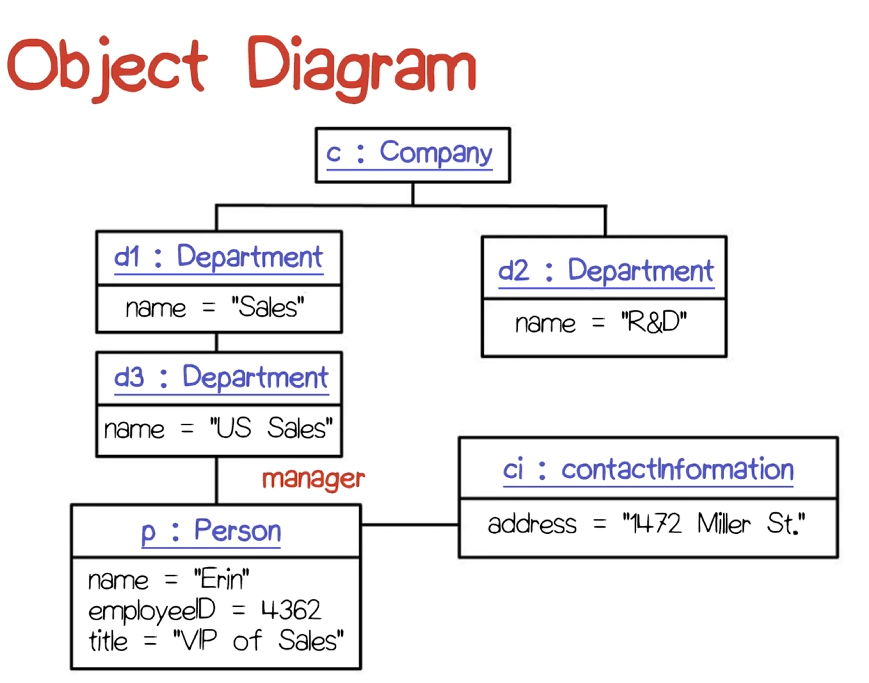 Object Diagram
c : Company
d1 : Department
name = "Sales"
d2 : Department
name = "R&D"
d3 : Department
name = "US Sales"
manager
ci : contactInformation
address = "1472 Miller St."
p : Person
name = "Erin"
employeeID = 4362
title = "VIP of Sales"